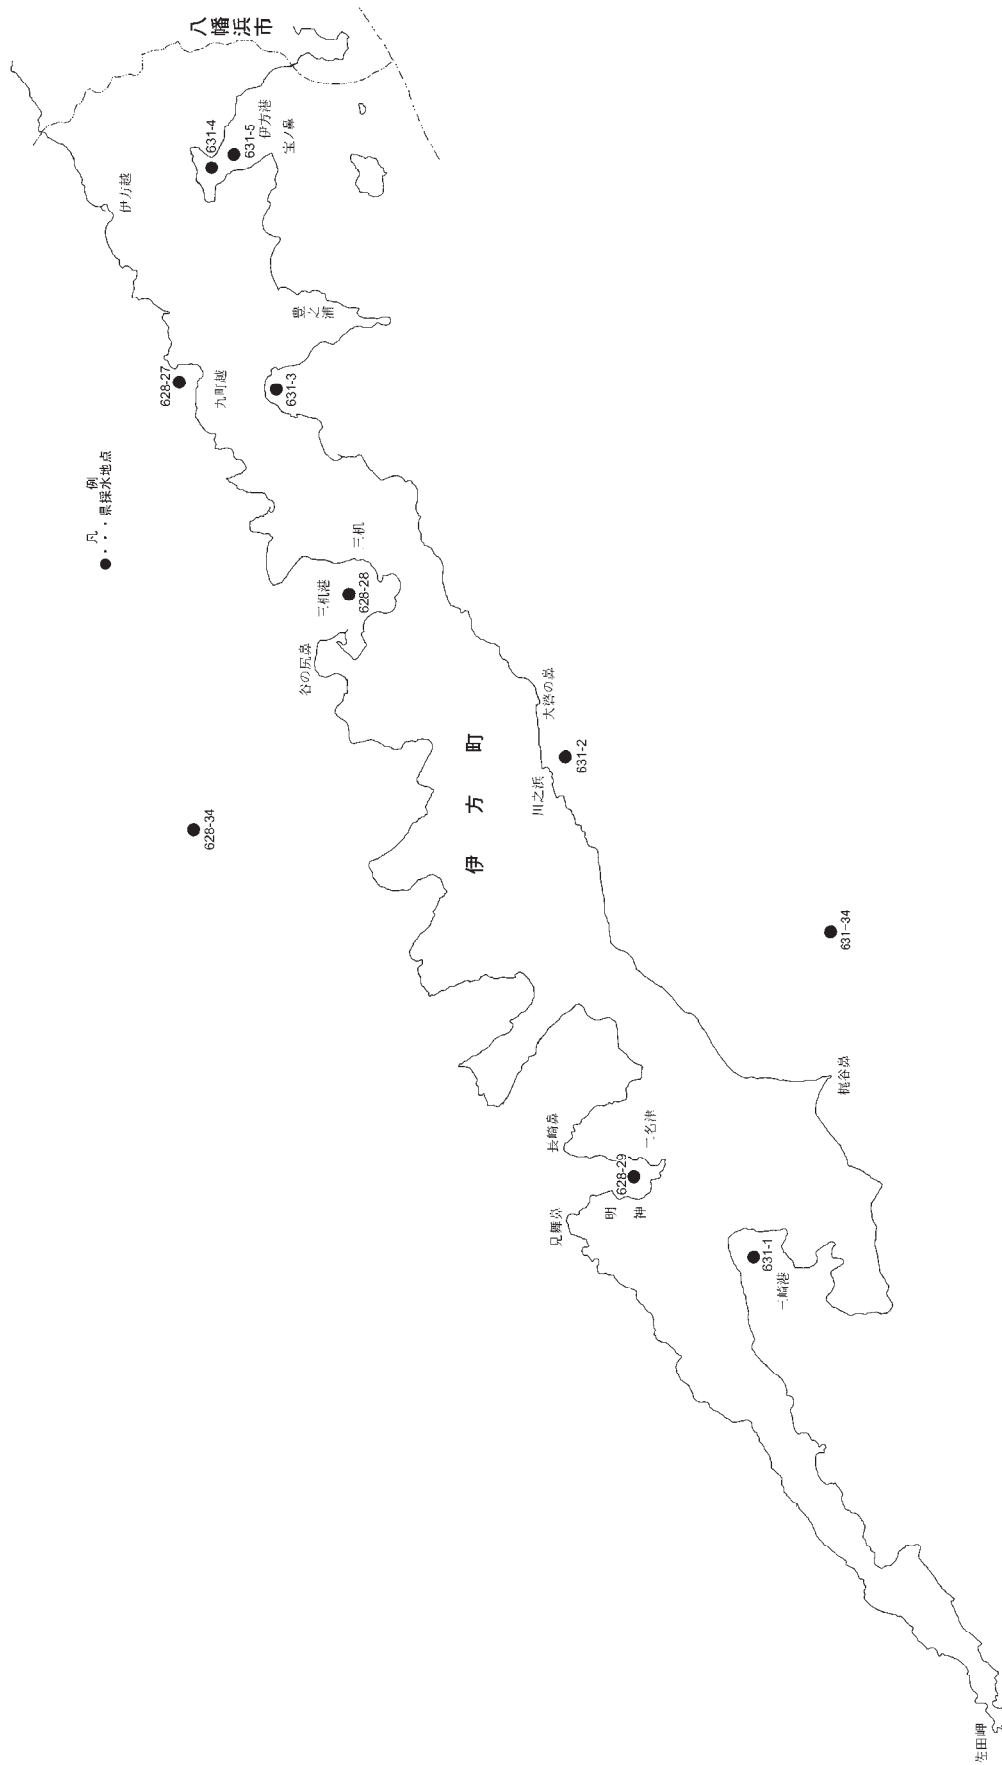 八幡浜市
631-4
631-5
伊方港
宝ノ鼻
伊方越
豊之浦
628-27
九町越
631-3
凡例
●・・・県採水地点
三机
三机港
628-28
谷の尻鼻
伊方町
大碆の鼻
631-2
川之浜
628-34
631-34
梶谷鼻
長崎鼻
二名津
628-29
見舞鼻
明神
631-1
三崎港
佐田岬